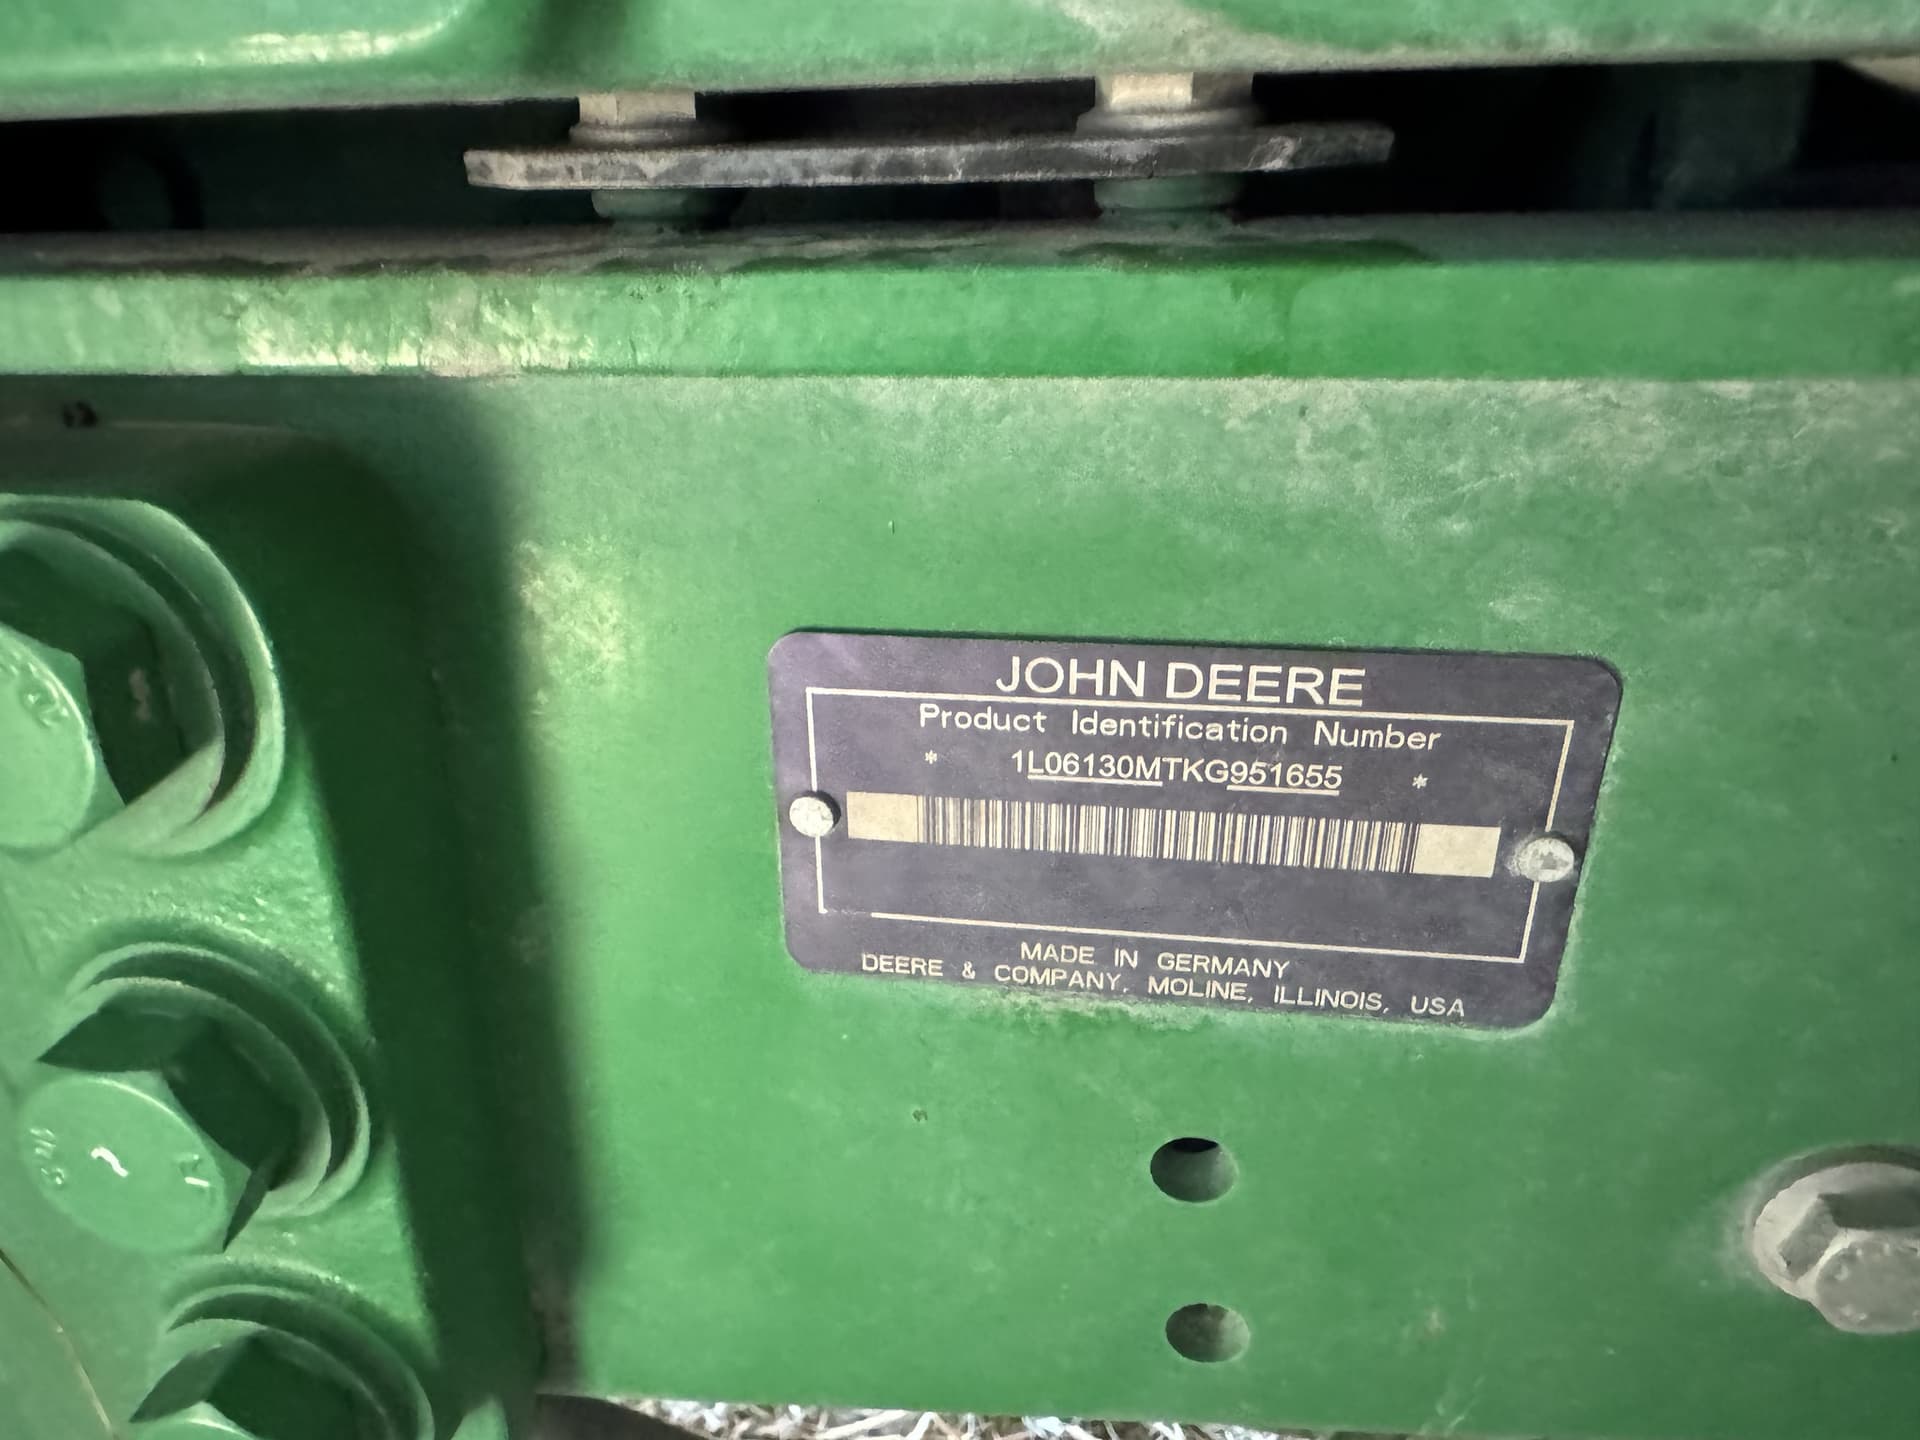 JOHN DEERE
Product Identification Number
* 1L06130MTKG951655 *
MADE IN GERMANY
DEERE & COMPANY, MOLINE, ILLINOIS, USA